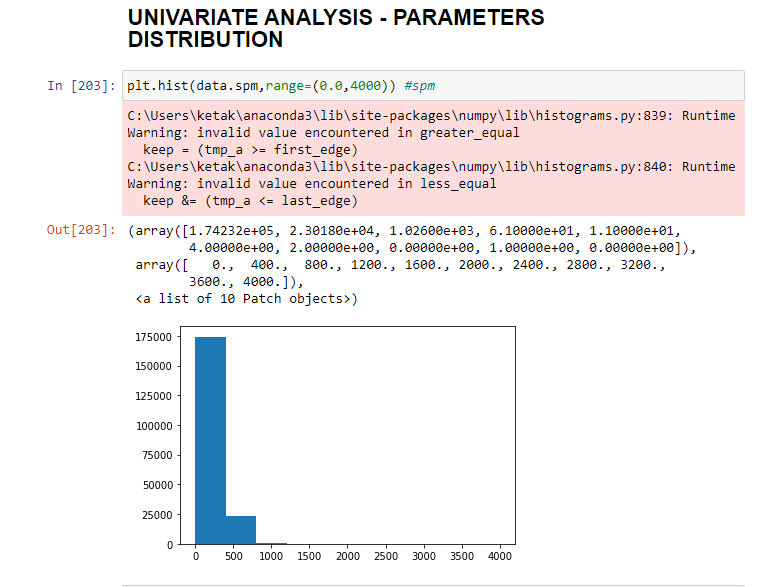 UNIVARIATE ANALYSIS - PARAMETERS
DISTRIBUTION
In [203]: plt.hist(data.spm,range=(0.0,4000)) #spm
C:\Users\ketak\anaconda3\lib\site-packages\numpy\lib\histograms.py:839: Runtime
Warning: invalid value encountered in greater_equal
keep = (tmp_a >= first_edge)
C:\Users\ketak\anaconda3\lib\site-packages\numpy\lib\histograms.py:840: Runtime
Warning: invalid value encountered in less_equal
keep &= (tmp_a <= last_edge)
Out[203]: (array([1.74232e+05, 2.30180e+04, 1.02600e+03, 6.10000e+01, 1.10000e+01,
4.00000e+00, 2.00000e+00, 0.00000e+00, 1.00000e+00, 0.00000e+00]),
array([   0.,  400.,  800., 1200., 1600., 2000., 2400., 2800., 3200.,
3600., 4000.]),
<a list of 10 Patch objects>)
175000
150000
125000
100000
75000
50000
25000
0
0 500 1000 1500 2000 2500 3000 3500 4000